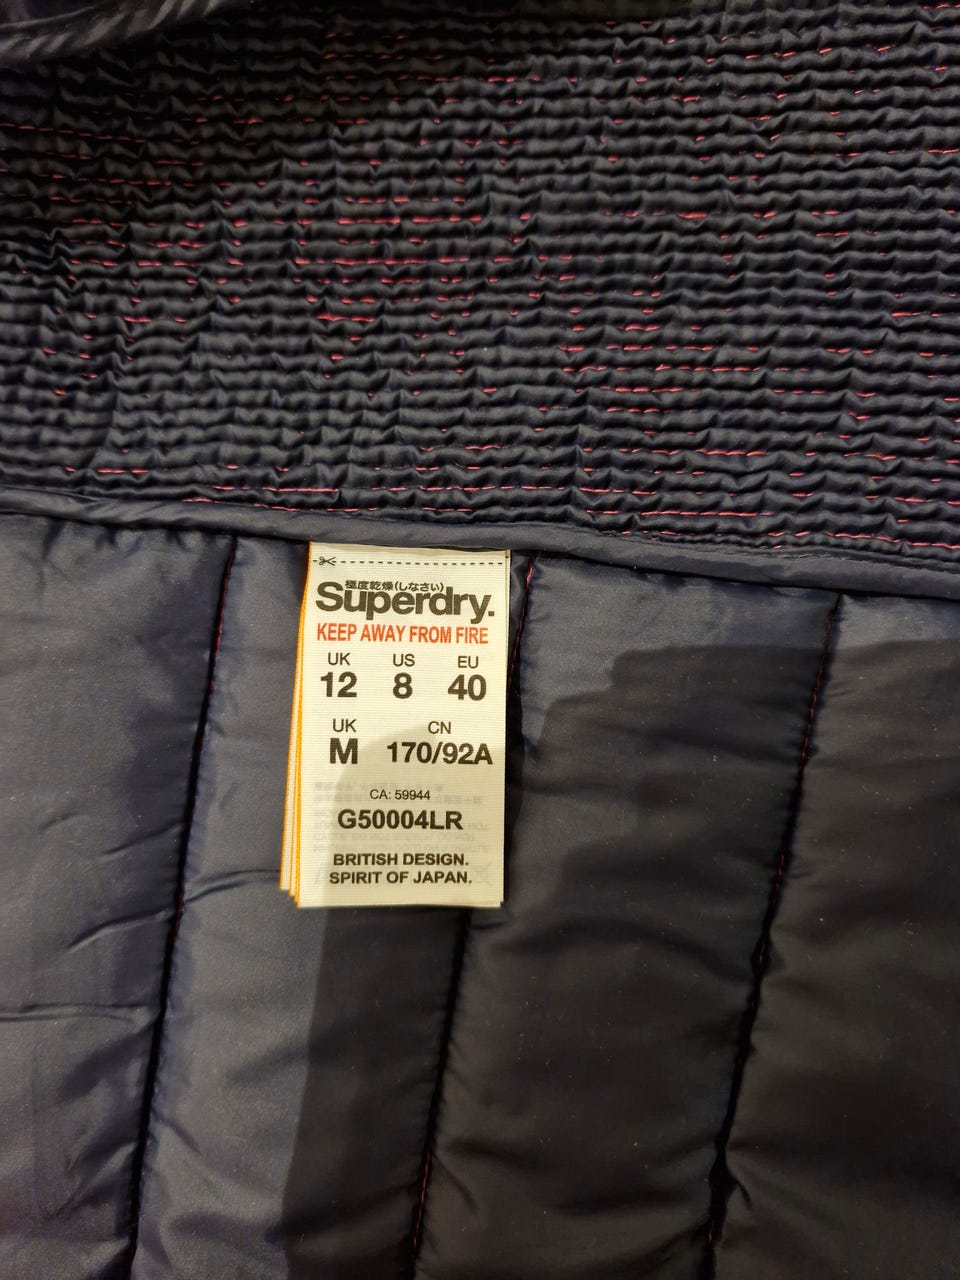 極度乾燥(しなさい)
Superdry.
KEEP AWAY FROM FIRE
UK US EU
12 8 40
UK CN
M 170/92A
CA: 59944
G50004LR
BRITISH DESIGN.
SPIRIT OF JAPAN.